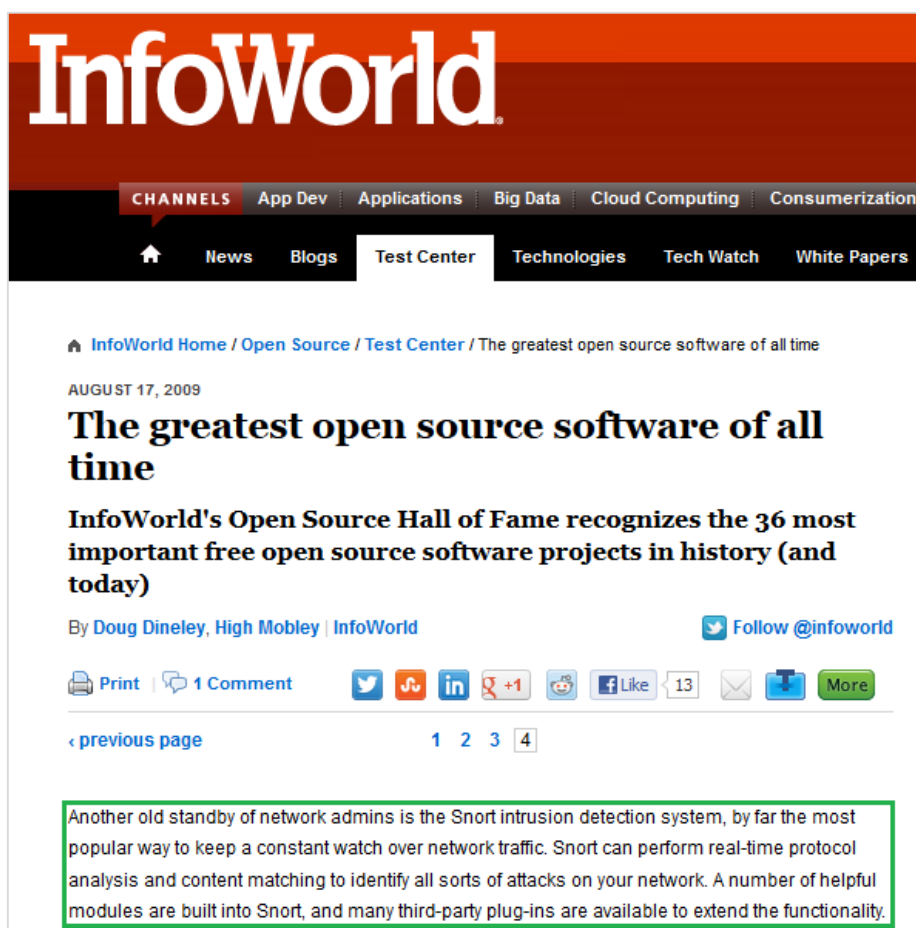 InfoWorld
CHANNELS App Dev Applications Big Data Cloud Computing Consumerization
News Blogs Test Center Technologies Tech Watch White Papers
InfoWorld Home / Open Source / Test Center / The greatest open source software of all time
AUGUST 17, 2009
The greatest open source software of all
time
InfoWorld's Open Source Hall of Fame recognizes the 36 most
important free open source software projects in history (and
today)
By Doug Dineley, High Mobley | InfoWorld Follow @infoworld
Print | 1 Comment in +1 f Like 13 More
‹ previous page 1 2 3 4
Another old standby of network admins is the Snort intrusion detection system, by far the most
popular way to keep a constant watch over network traffic. Snort can perform real-time protocol
analysis and content matching to identify all sorts of attacks on your network. A number of helpful
modules are built into Snort, and many third-party plug-ins are available to extend the functionality.